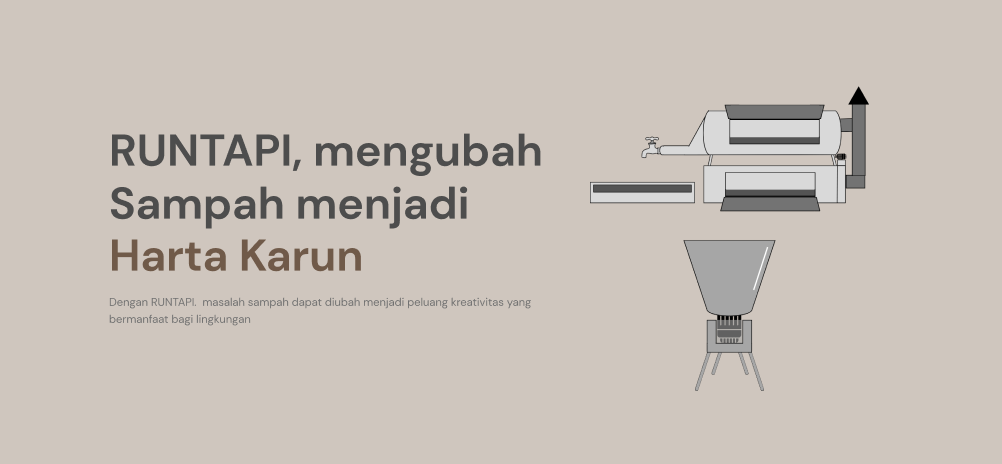 RUNTAPI, mengubah
Sampah menjadi
Harta Karun
Dengan RUNTAPI.  masalah sampah dapat diubah menjadi peluang kreativitas yang
bermanfaat bagi lingkungan